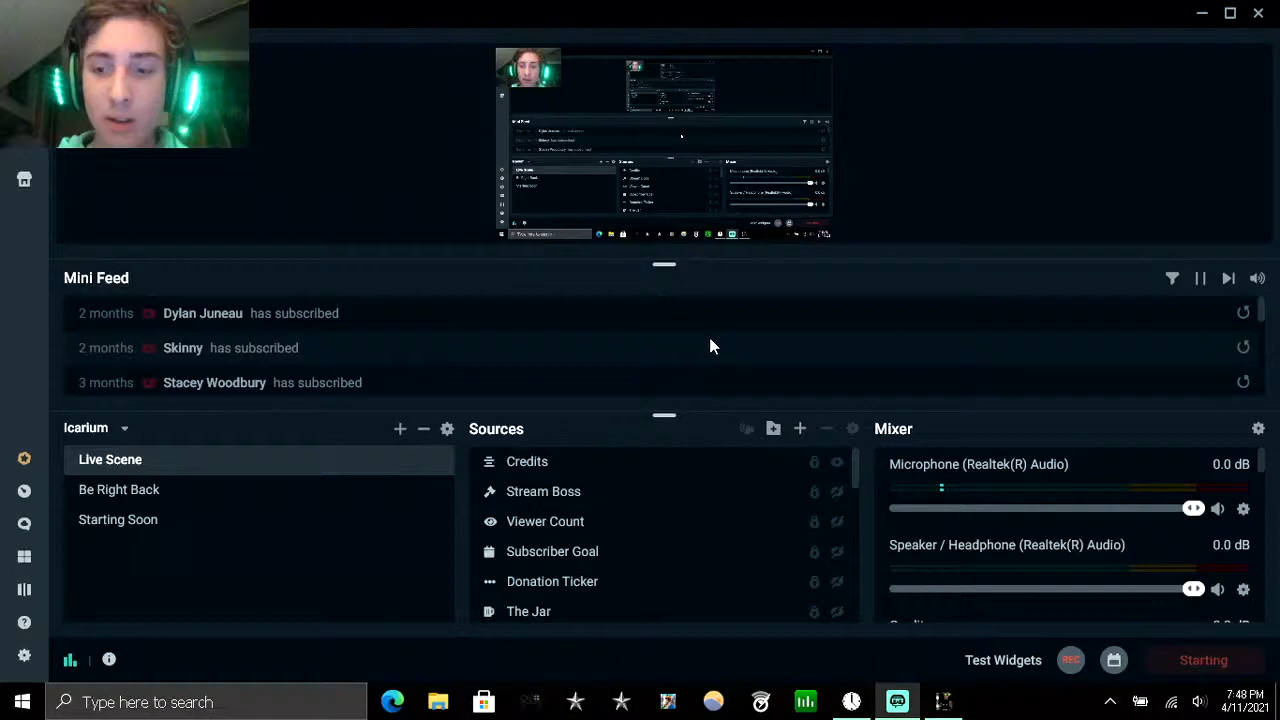 Mini Feed
2 months Dylan Juneau has subscribed
2 months Skinny has subscribed
3 months Stacey Woodbury has subscribed
Icarium
Live Scene
Be Right Back
Starting Soon
Sources
Credits
Stream Boss
Viewer Count
Subscriber Goal
Donation Ticker
The Jar
Mixer
Microphone (Realtek(R) Audio) 0.0 dB
Speaker / Headphone (Realtek(R) Audio) 0.0 dB
Test Widgets REC Starting
Type here to search
PM
4/11/2021